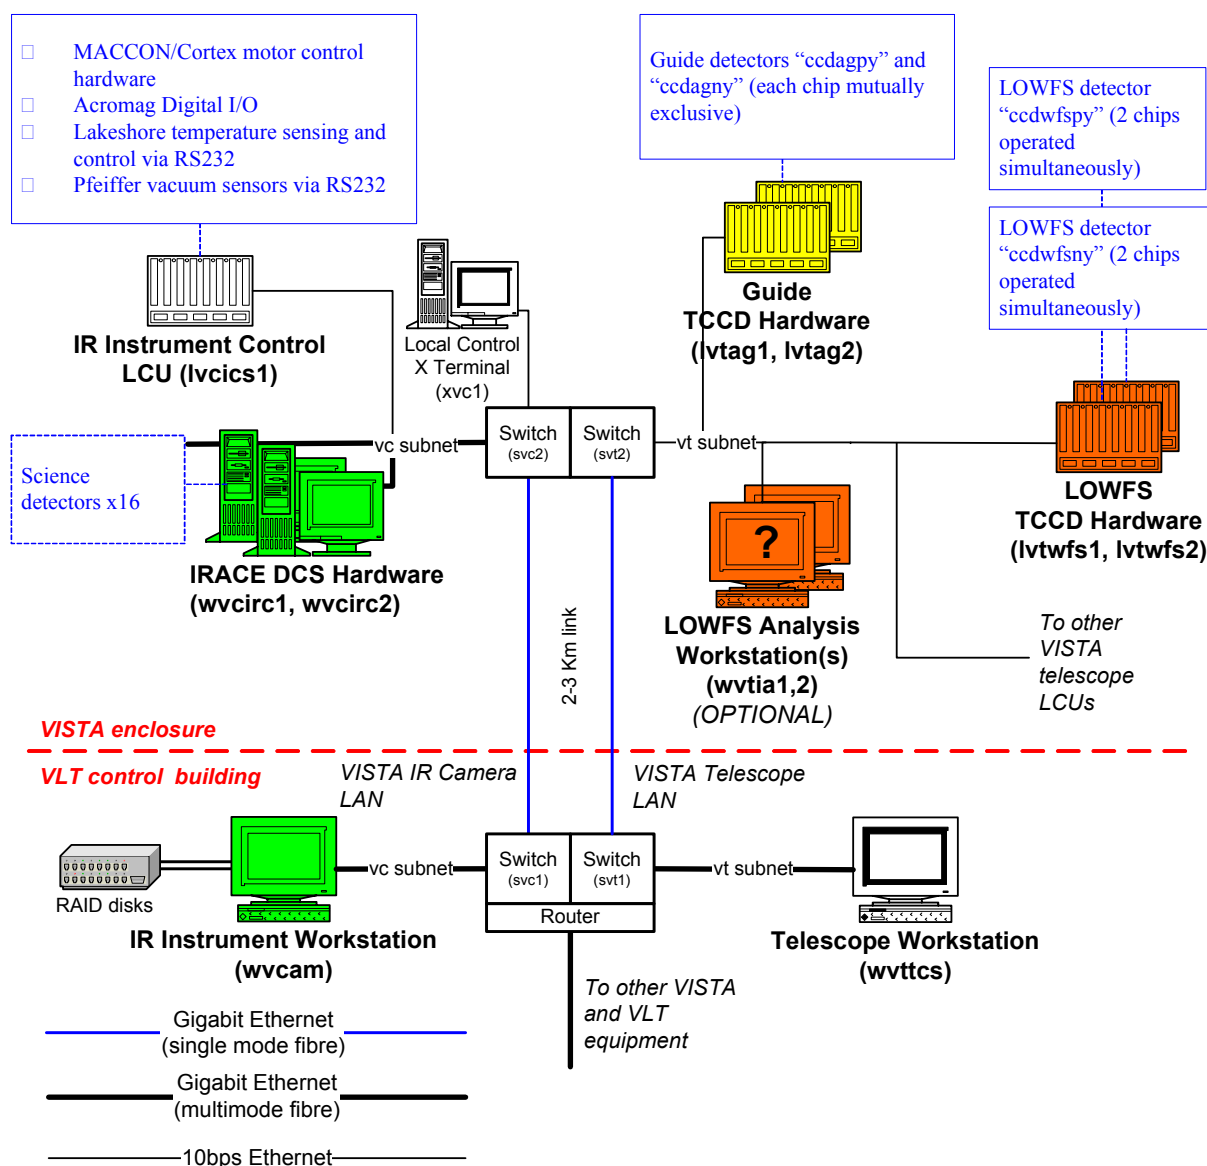 MACCON/Cortex motor control
hardware
Acromag Digital I/O
Lakeshore temperature sensing and
control via RS232
Pfeiffer vacuum sensors via RS232
Guide detectors “ccdagpy” and
“ccdagny” (each chip mutually
exclusive)
LOWFS detector
“ccdwfspy” (2 chips
operated
simultaneously)
LOWFS detector
“ccdwfsny” (2 chips
operated
simultaneously)
IR Instrument Control
LCU (lvcics1)
Local Control
X Terminal
(xvc1)
Guide
TCCD Hardware
(lvtag1, lvtag2)
Science
detectors x16
vc subnet
Switch
(svc2)
Switch
(svt2)
vt subnet
LOWFS
TCCD Hardware
(lvtwfs1, lvtwfs2)
IRACE DCS Hardware
(wvcirc1, wvcirc2)
?
LOWFS Analysis
Workstation(s)
(wvtia1,2)
(OPTIONAL)
2-3 Km link
To other
VISTA
telescope
LCUs
VISTA enclosure
VLT control building
VISTA IR Camera
LAN
VISTA Telescope
LAN
RAID disks
vc subnet
Switch
(svc1)
Switch
(svt1)
Router
vt subnet
IR Instrument Workstation
(wvcam)
Telescope Workstation
(wvttcs)
To other VISTA
and VLT
equipment
Gigabit Ethernet
(single mode fibre)
Gigabit Ethernet
(multimode fibre)
10bps Ethernet